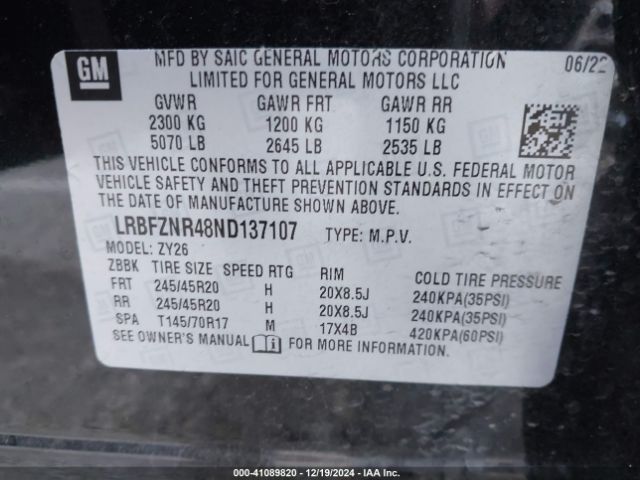 GM
MFD BY SAIC GENERAL MOTORS CORPORATION 06/22
LIMITED FOR GENERAL MOTORS LLC
GVWR GAWR FRT GAWR RR
2300 KG 1200 KG 1150 KG
5070 LB 2645 LB 2535 LB
THIS VEHICLE CONFORMS TO ALL APPLICABLE U.S. FEDERAL MOTOR
VEHICLE SAFETY AND THEFT PREVENTION STANDARDS IN EFFECT ON
THE DATE OF MANUFACTURE SHOWN ABOVE.
LRBFZNR48ND137107 TYPE: M.P.V.
MODEL: ZY26
ZBBK TIRE SIZE SPEED RTG RIM COLD TIRE PRESSURE
FRT 245/45R20 H 20X8.5J 240KPA(35PSI)
RR 245/45R20 H 20X8.5J 240KPA(35PSI)
SPA T145/70R17 M 17X4B 420KPA(60PSI)
SEE OWNER'S MANUAL i FOR MORE INFORMATION.
000-41089820 - 12/19/2024 - IAA Inc.